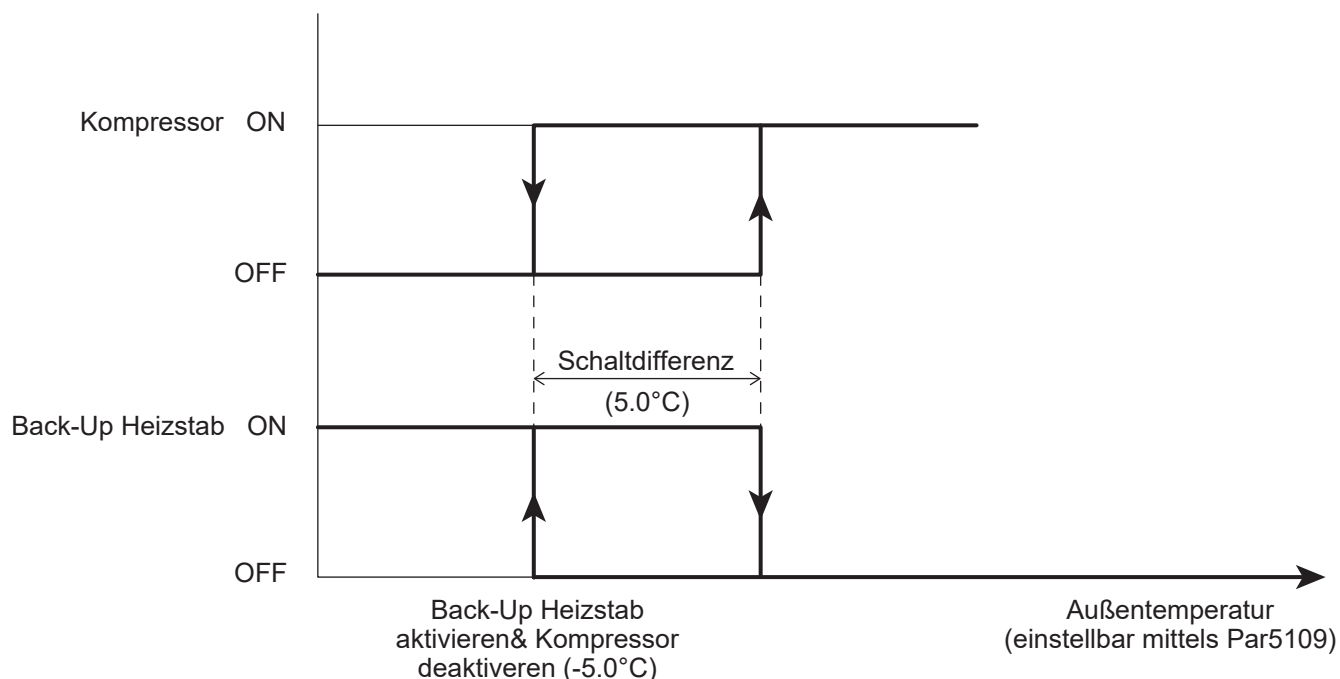 Kompressor ON
OFF
Schaltdifferenz
(5.0°C)
Back-Up Heizstab ON
OFF
Back-Up Heizstab
aktivieren& Kompressor
deaktiveren (-5.0°C)
Außentemperatur
(einstellbar mittels Par5109)